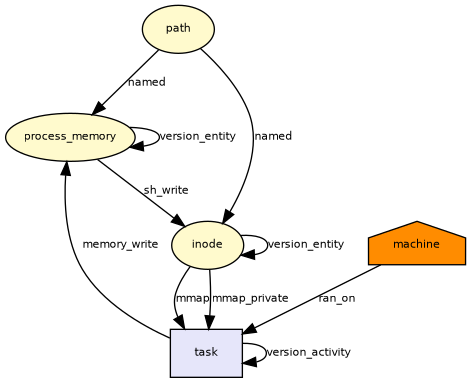 path
named
process_memory
version_entity
named
sh_write
memory_write
inode
version_entity
machine
mmap
mmap_private
ran_on
task
version_activity